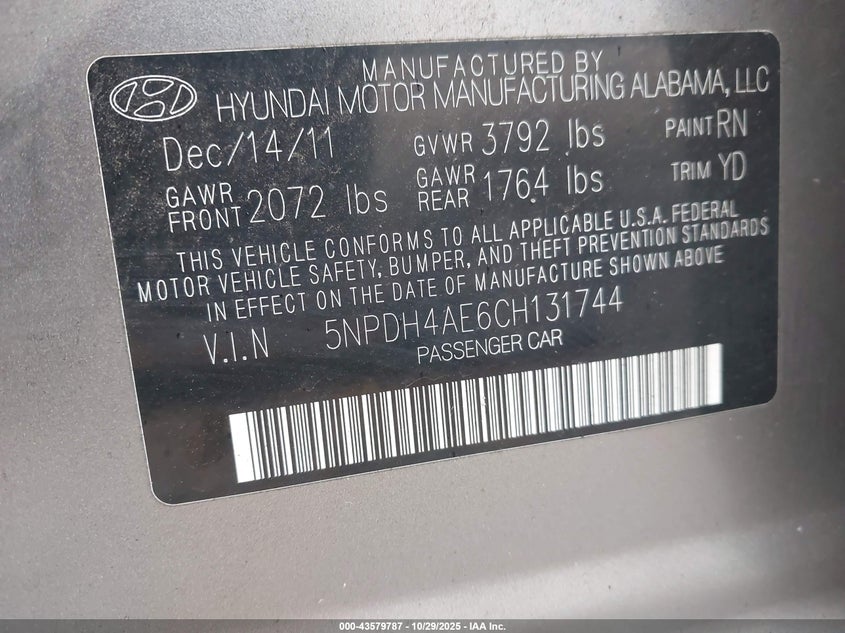 MANUFACTURED BY
HYUNDAI MOTOR MANUFACTURING ALABAMA, LLC
Dec/14/11 GVWR 3792 lbs PAINT RN
GAWR FRONT 2072 lbs GAWR REAR 1764 lbs TRIM YD
THIS VEHICLE CONFORMS TO ALL APPLICABLE U.S.A. FEDERAL
MOTOR VEHICLE SAFETY, BUMPER, AND THEFT PREVENTION STANDARDS
IN EFFECT ON THE DATE OF MANUFACTURE SHOWN ABOVE
V.I.N 5NPDH4AE6CH131744
PASSENGER CAR
000-43579787 - 10/29/2025 - IAA Inc.